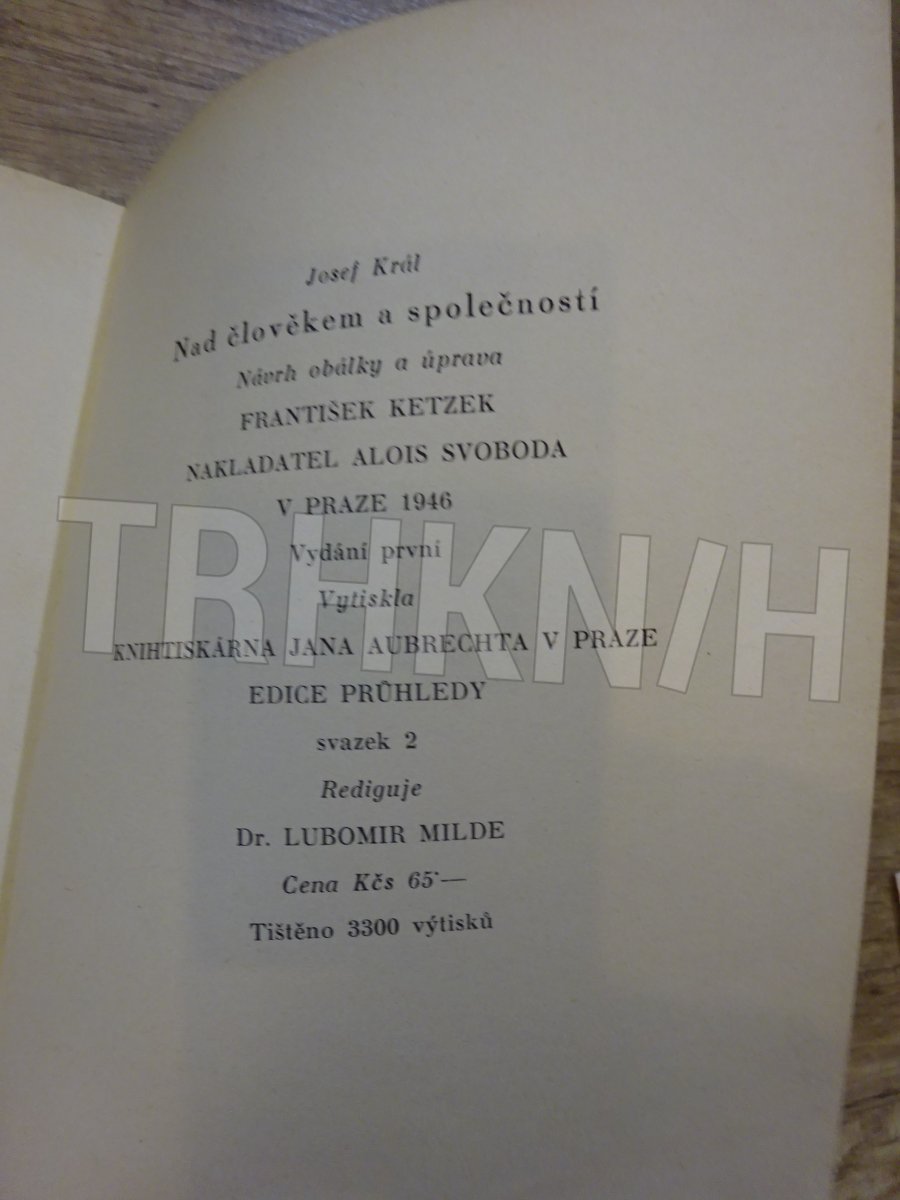 Josef Král
Nad člověkem a společností
Návrh obálky a úprava
FRANTIŠEK KETZEK
NAKLADATEL ALOIS SVOBODA
V PRAZE 1946
Vydání první
Vytiskla
KNIHTISKÁRNA JANA AUBRECHTA V PRAZE
EDICE PRŮHLEDY
svazek 2
Rediguje
Dr. LUBOMIR MILDE
Cena Kčs 65·—
Tištěno 3300 výtisků
TRHKN/H